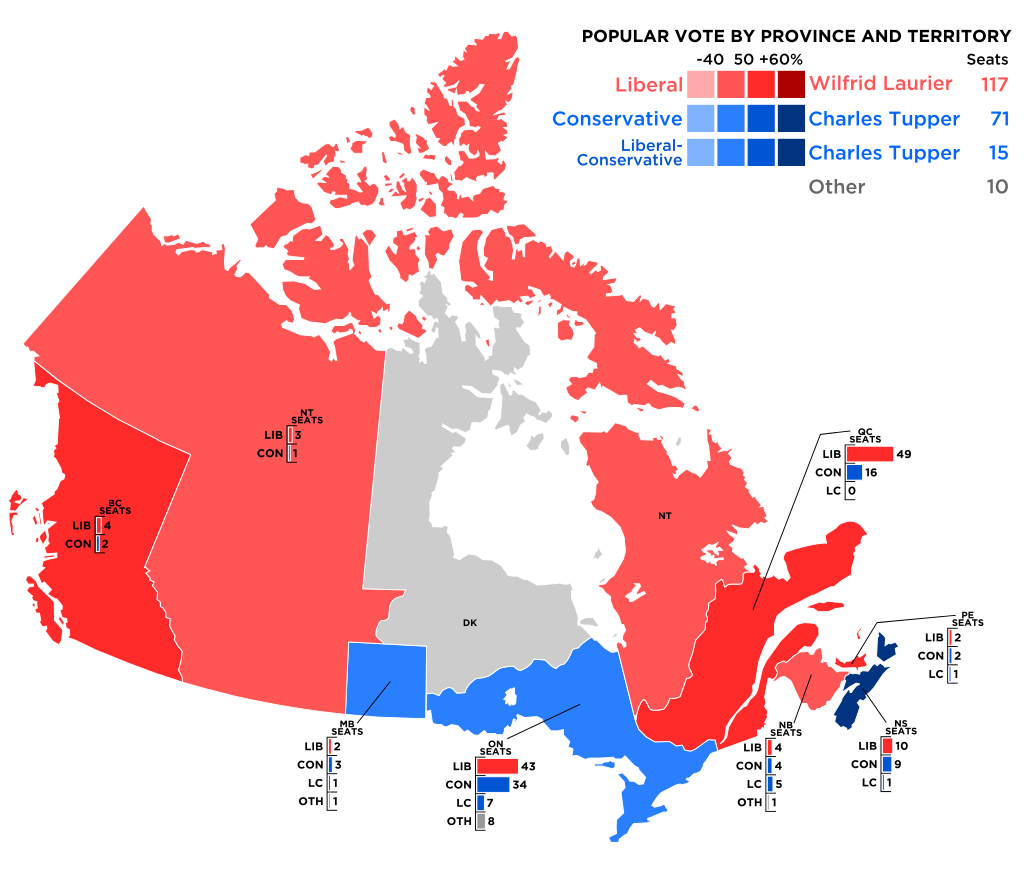 POPULAR VOTE BY PROVINCE AND TERRITORY
-40 50 +60% Seats
Liberal Wilfrid Laurier 117
Conservative Charles Tupper 71
Liberal-
Conservative Charles Tupper 15
Other 10
NT
SEATS
LIB 3
CON 1
BC
SEATS
LIB 4
CON 2
QC
SEATS
LIB 49
CON 16
LC 0
NT
DK
PE
SEATS
LIB 2
CON 2
LC 1
MB
SEATS
LIB 2
CON 3
LC 1
OTH 1
ON
SEATS
LIB 43
CON 34
LC 7
OTH 8
NB
SEATS
LIB 4
CON 4
LC 5
OTH 1
NS
SEATS
LIB 10
CON 9
LC 1